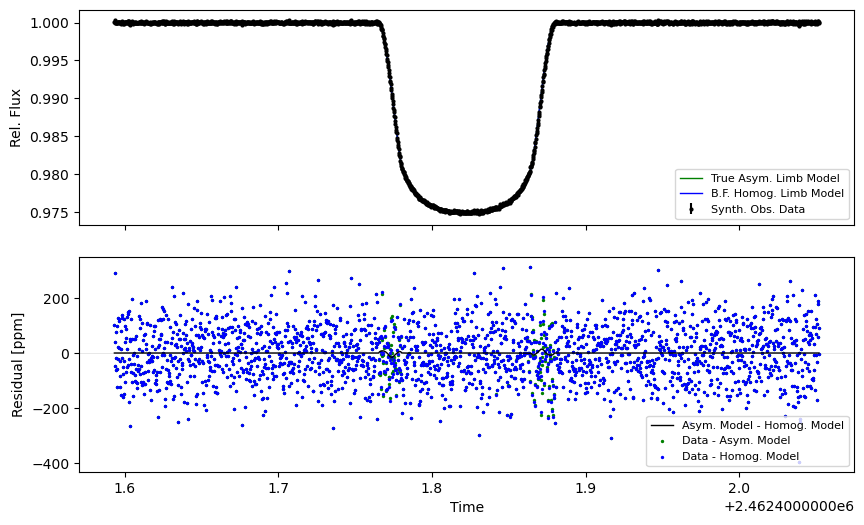 1.000
0.995
0.990
0.985
0.980
0.975
Rel. Flux
True Asym. Limb Model
B.F. Homog. Limb Model
Synth. Obs. Data
200
0
−200
−400
Residual [ppm]
Asym. Model - Homog. Model
Data - Asym. Model
Data - Homog. Model
1.6 1.7 1.8 1.9 2.0
Time
+2.4624000000e6